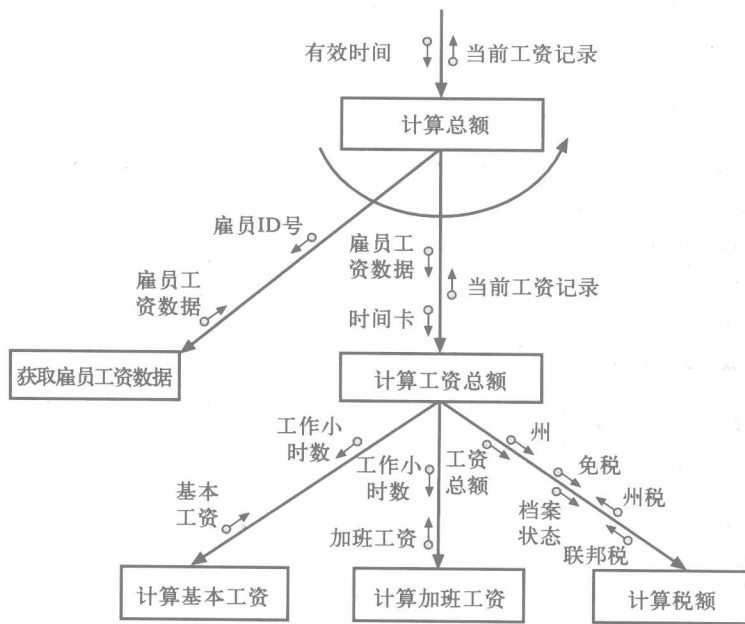 有效时间
当前工资记录
计算总额
雇员ID号
雇员工
资数据
雇员工
资数据
当前工资记录
时间卡
获取雇员工资数据
计算工资总额
工作小
时数
基本
工资
工作小
时数
加班工资
工资
总额
州
免税
州税
档案
状态
联邦税
计算基本工资
计算加班工资
计算税额